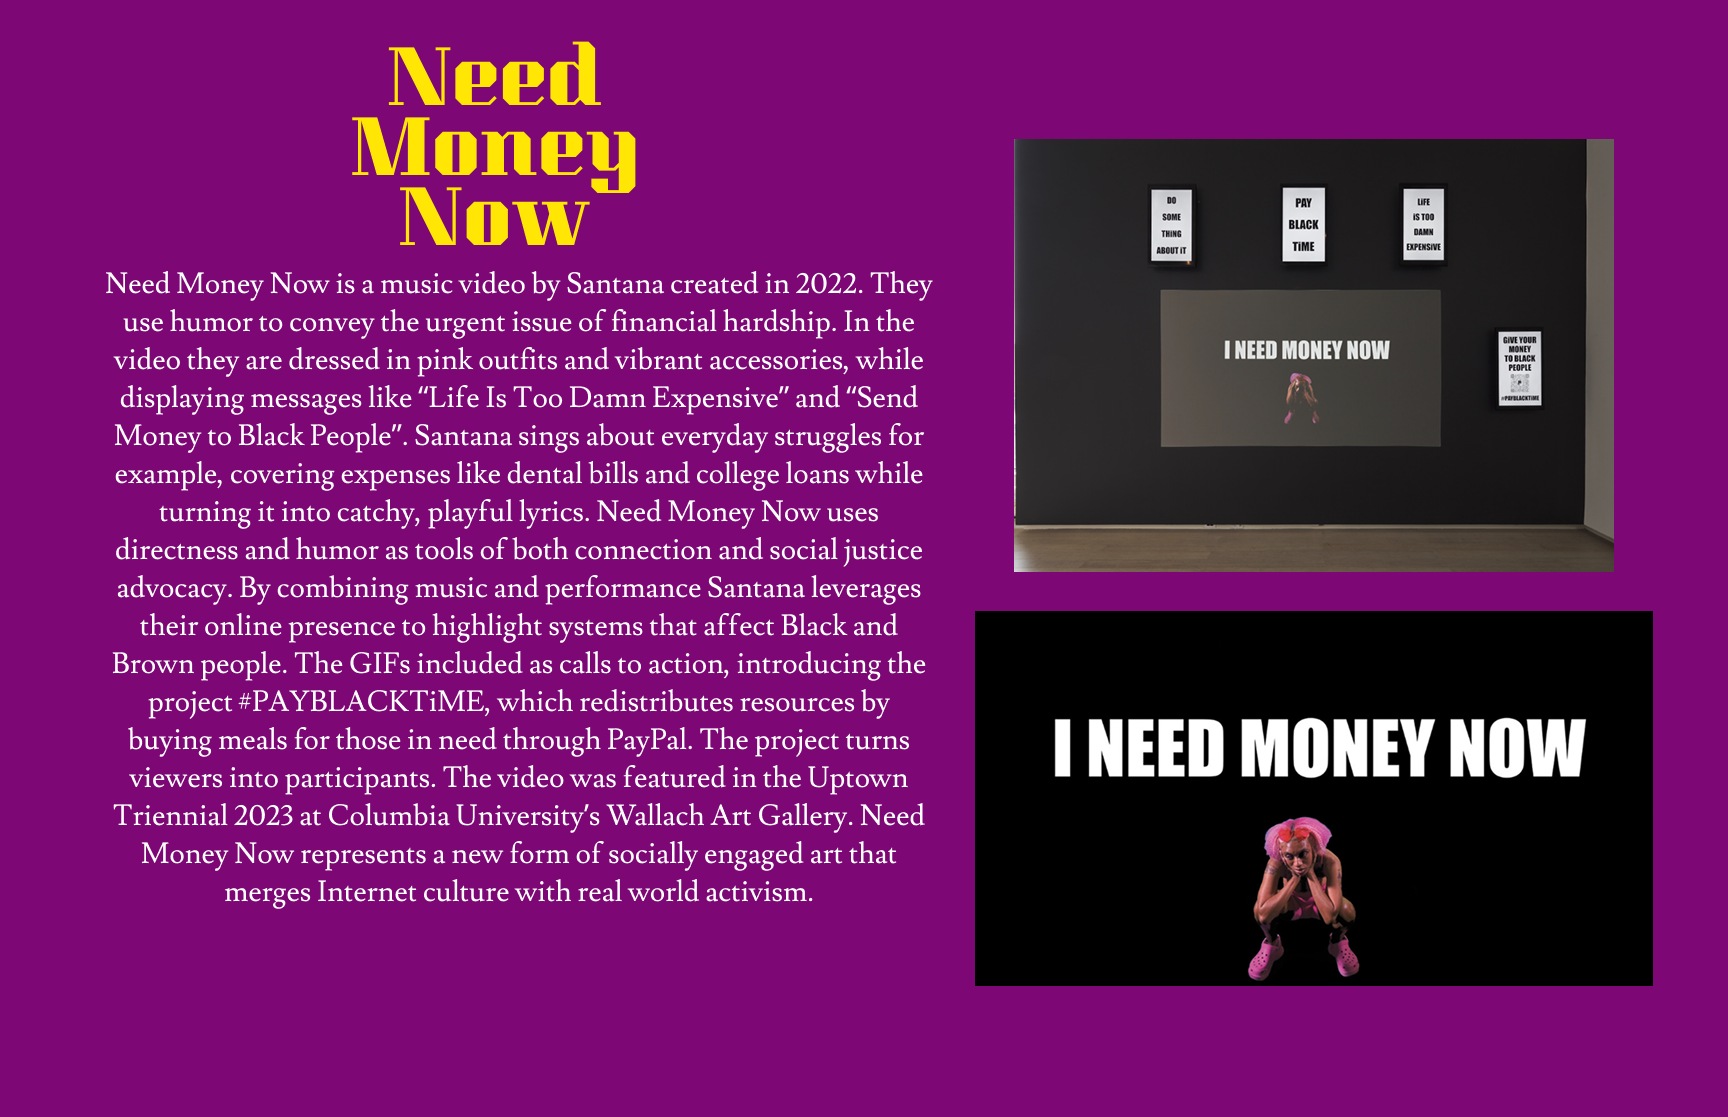 Need
Money
Now
Need Money Now is a music video by Santana created in 2022. They
use humor to convey the urgent issue of financial hardship. In the
video they are dressed in pink outfits and vibrant accessories, while
displaying messages like “Life Is Too Damn Expensive” and “Send
Money to Black People”. Santana sings about everyday struggles for
example, covering expenses like dental bills and college loans while
turning it into catchy, playful lyrics. Need Money Now uses
directness and humor as tools of both connection and social justice
advocacy. By combining music and performance Santana leverages
their online presence to highlight systems that affect Black and
Brown people. The GIFs included as calls to action, introducing the
project #PAYBLACKTiME, which redistributes resources by
buying meals for those in need through PayPal. The project turns
viewers into participants. The video was featured in the Uptown
Triennial 2023 at Columbia University's Wallach Art Gallery. Need
Money Now represents a new form of socially engaged art that
merges Internet culture with real world activism.
DO
SOME
THiNG
ABOUT iT
PAY
BLACK
TiME
LiFE
iS TOO
DAMN
EXPENSiVE
I NEED MONEY NOW
GiVE YOUR
MONEY
TO BLACK
PEOPLE
#PAYBLACKTiME
I NEED MONEY NOW